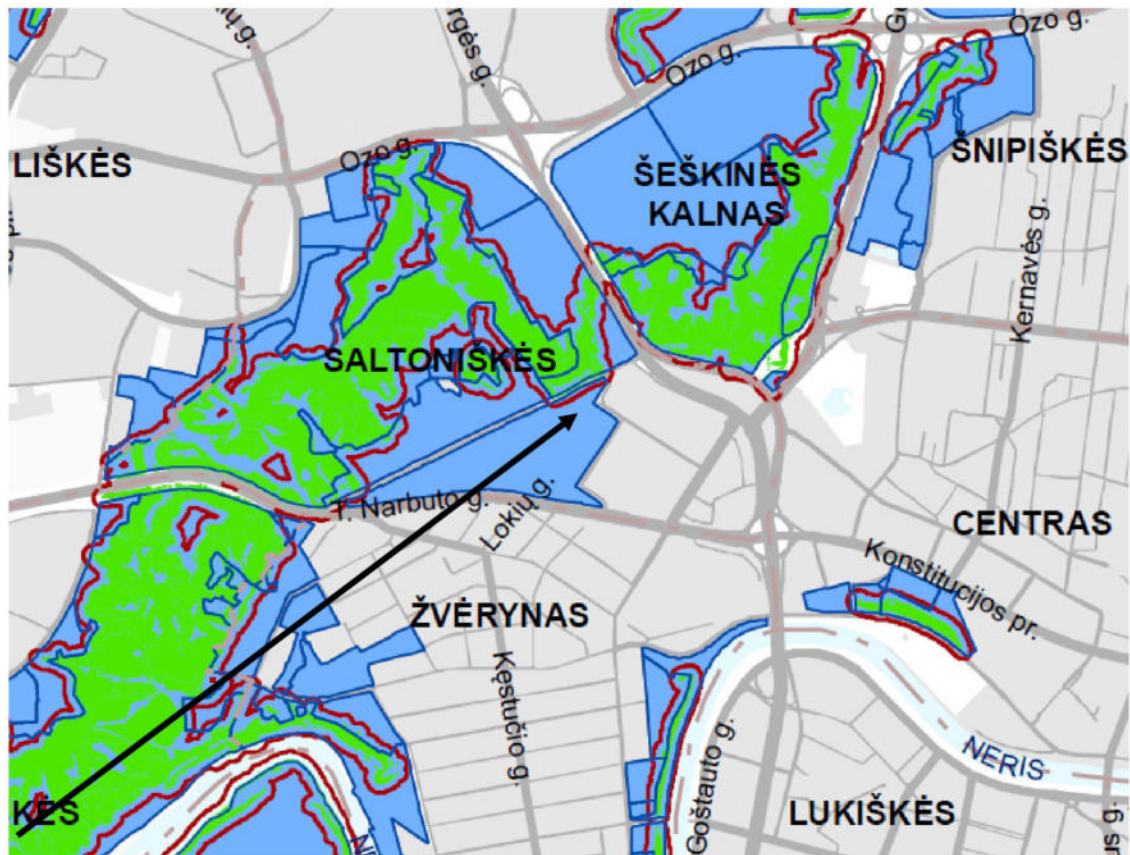 Ozo g.
Ozo g.
LIŠKĖS
Ozo g.
ŠEŠKINĖS
KALNAS
ŠNIPIŠKĖS
Kernavės g.
SALTONIŠKĖS
T. Narbuto g.
Lokių g.
CENTRAS
Konstitucijos pr.
ŽVĖRYNAS
Kęstučio g.
Goštauto g.
NERIS
KĖS
LUKIŠKĖS